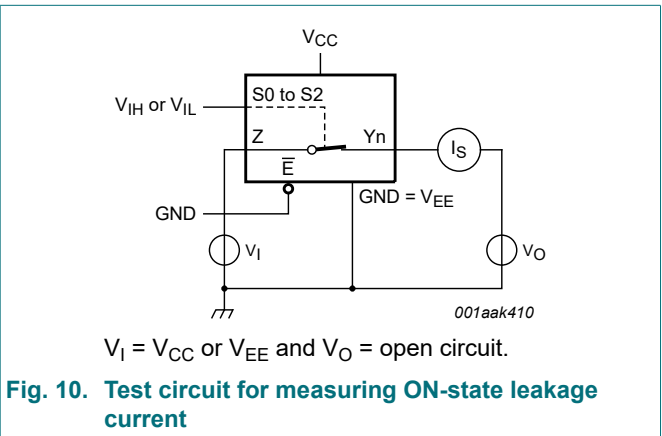 VCC
VIH or VIL
S0 to S2
Z
Yn
IS
E̅
GND = VEE
GND
VI
VO
001aak410
VI = VCC or VEE and VO = open circuit.
Fig. 10. Test circuit for measuring ON-state leakage
current